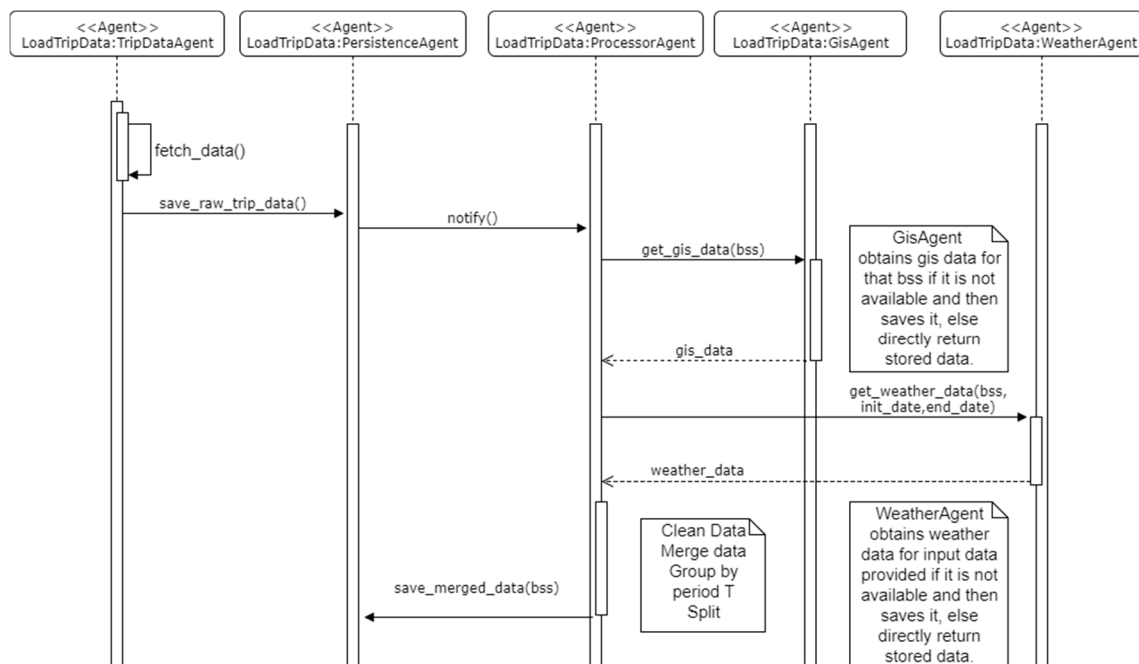 <<Agent>>
LoadTripData:TripDataAgent
<<Agent>>
LoadTripData:PersistenceAgent
<<Agent>>
LoadTripData:ProcessorAgent
<<Agent>>
LoadTripData:GisAgent
<<Agent>>
LoadTripData:WeatherAgent
fetch_data()
save_raw_trip_data()
notify()
get_gis_data(bss)
GisAgent
obtains gis data for
that bss if it is not
available and then
saves it, else
directly return
stored data.
gis_data
get_weather_data(bss,
init_date,end_date)
weather_data
Clean Data
Merge data
Group by
period T
Split
WeatherAgent
obtains weather
data for input data
provided if it is not
available and then
saves it, else
directly return
stored data.
save_merged_data(bss)